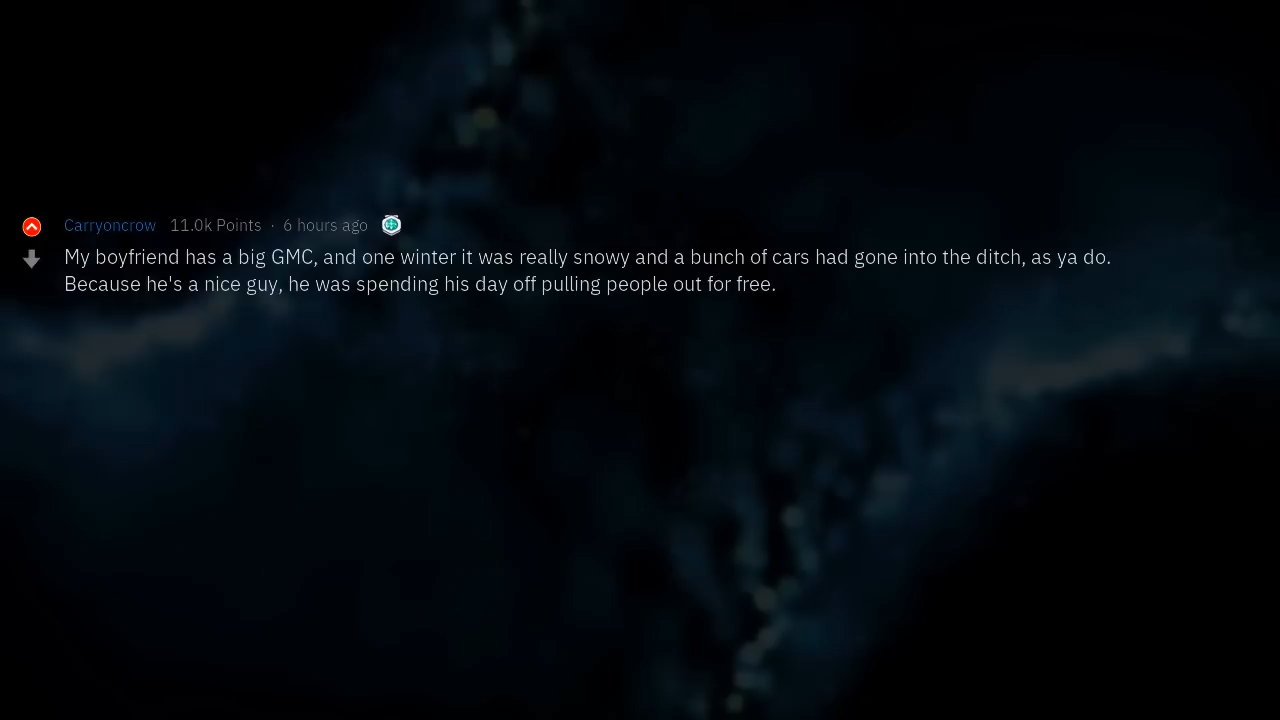 Carryoncrow 11.0k Points · 6 hours ago
My boyfriend has a big GMC, and one winter it was really snowy and a bunch of cars had gone into the ditch, as ya do.
Because he's a nice guy, he was spending his day off pulling people out for free.